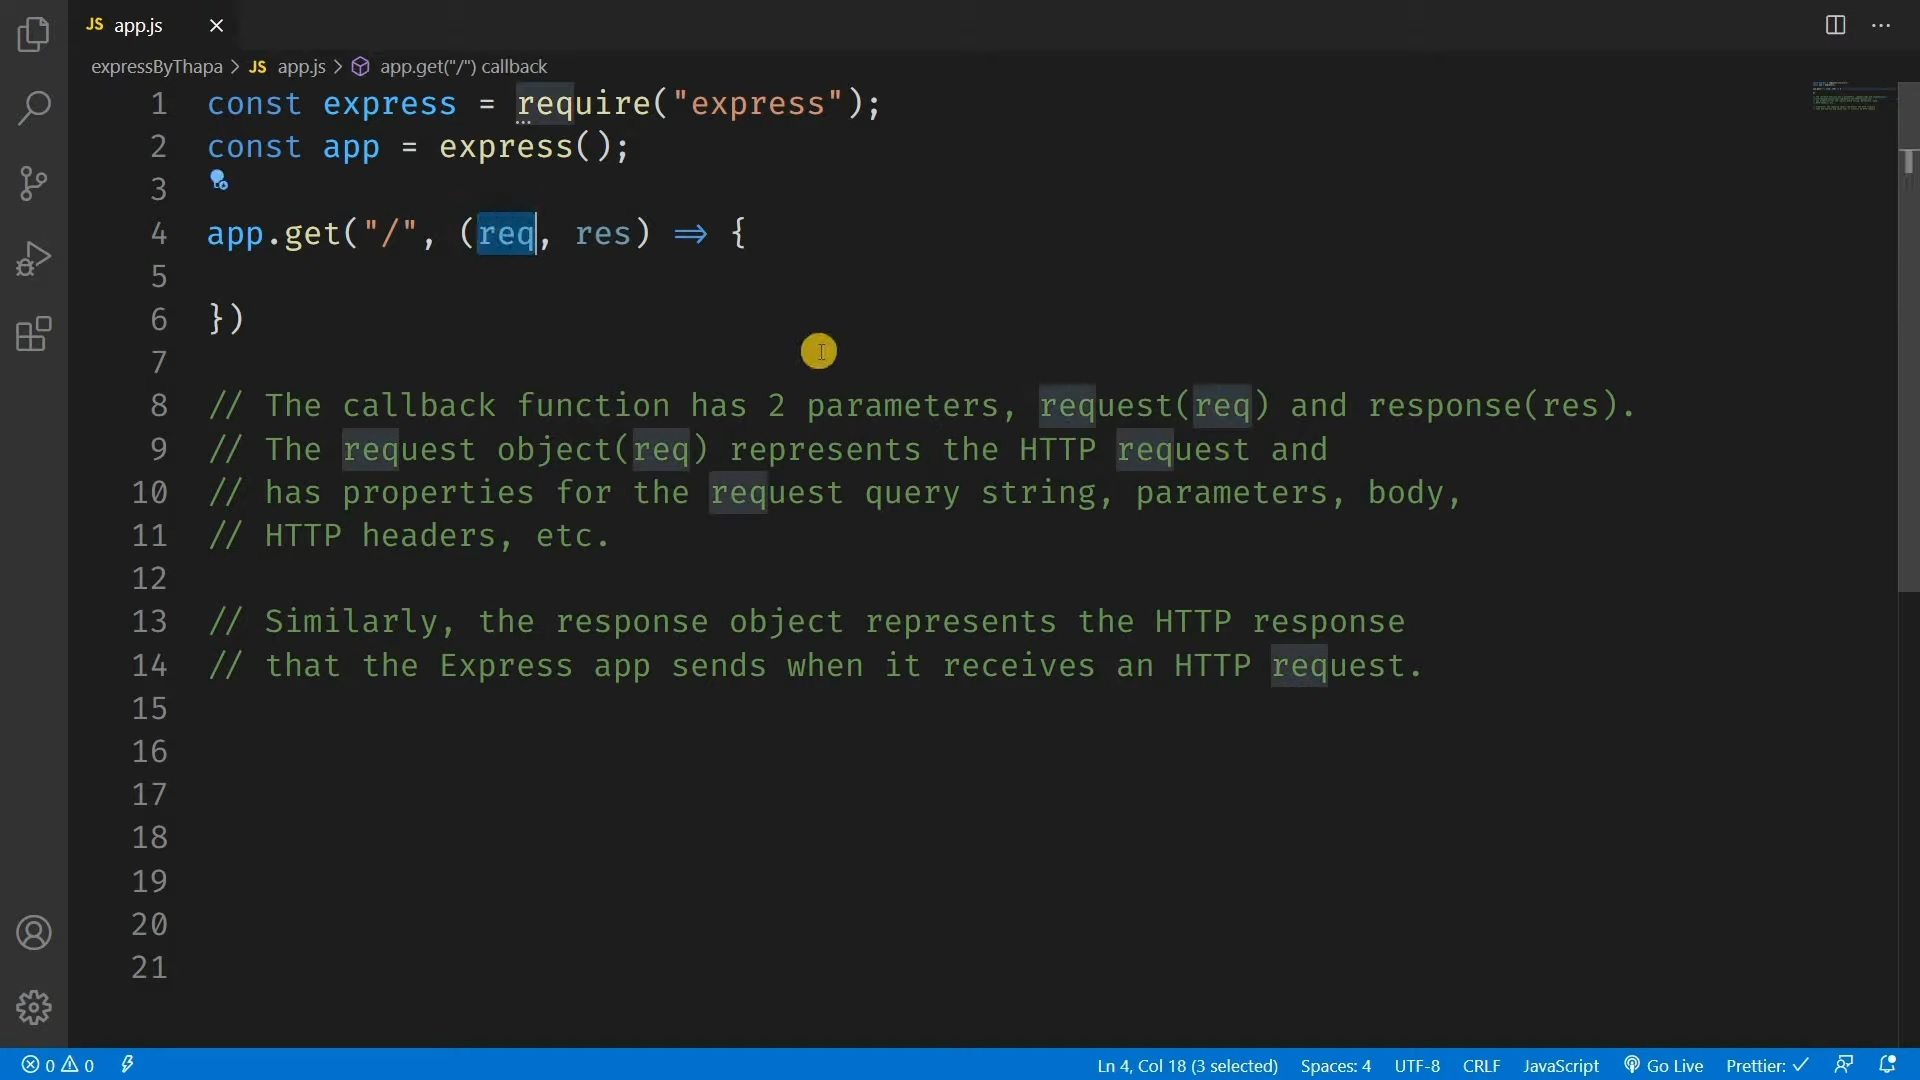 JS app.js
expressByThapa > JS app.js > app.get("/") callback
1 const express = require("express");
2 const app = express();
3
4 app.get("/", (req, res) => {
5
6 })
7
8 // The callback function has 2 parameters, request(req) and response(res).
9 // The request object(req) represents the HTTP request and
10 // has properties for the request query string, parameters, body,
11 // HTTP headers, etc.
12
13 // Similarly, the response object represents the HTTP response
14 // that the Express app sends when it receives an HTTP request.
15
16
17
18
19
20
21
0 0 Ln 4, Col 18 (3 selected) Spaces: 4 UTF-8 CRLF JavaScript Go Live Prettier: ✓